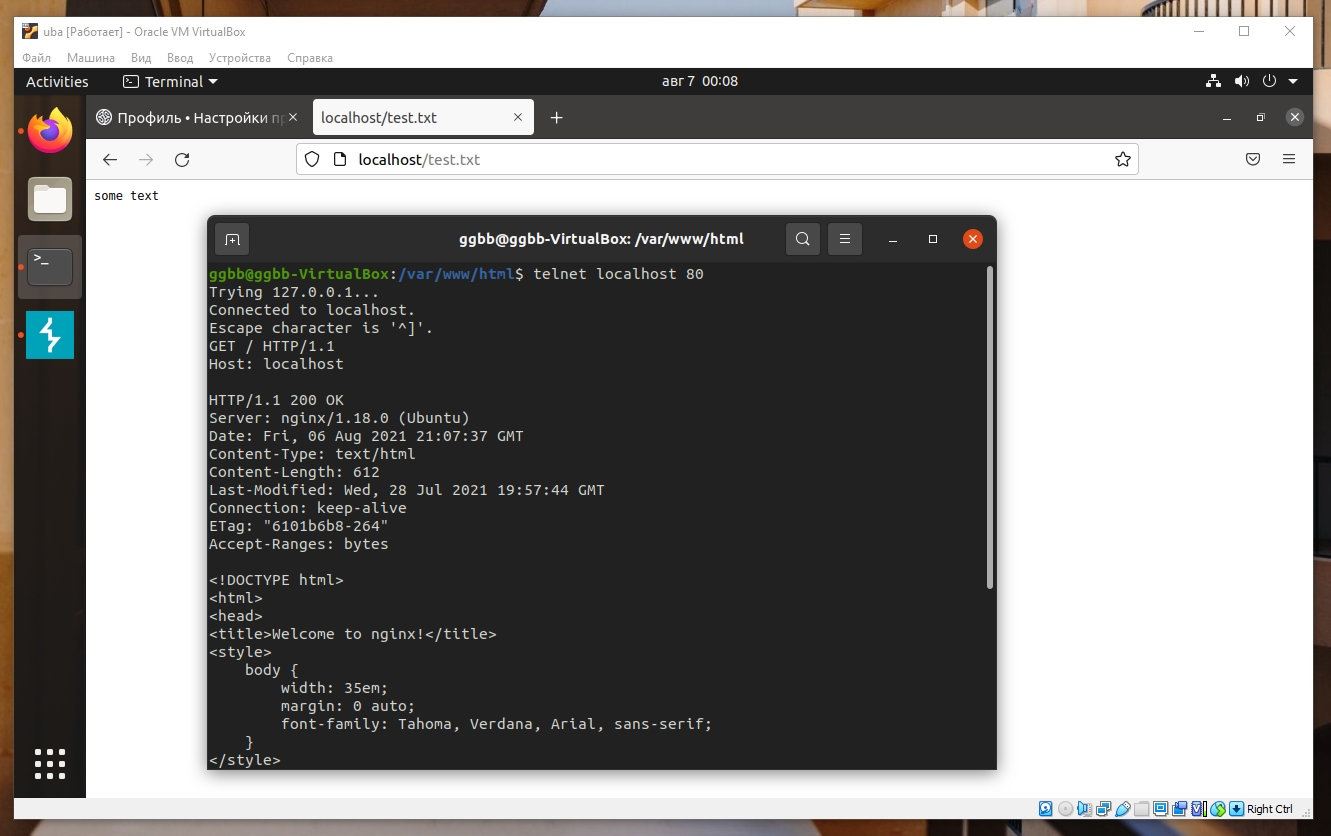 uba [Работает] - Oracle VM VirtualBox
Файл Машина Вид Ввод Устройства Справка
Activities Terminal авг 7 00:08
Профиль • Настройки
localhost/test.txt
localhost/test.txt
some text
ggbb@ggbb-VirtualBox: /var/www/html
ggbb@ggbb-VirtualBox:/var/www/html$ telnet localhost 80
Trying 127.0.0.1...
Connected to localhost.
Escape character is '^]'.
GET / HTTP/1.1
Host: localhost
HTTP/1.1 200 OK
Server: nginx/1.18.0 (Ubuntu)
Date: Fri, 06 Aug 2021 21:07:37 GMT
Content-Type: text/html
Content-Length: 612
Last-Modified: Wed, 28 Jul 2021 19:57:44 GMT
Connection: keep-alive
ETag: "6101b6b8-264"
Accept-Ranges: bytes
<!DOCTYPE html>
<html>
<head>
<title>Welcome to nginx!</title>
<style>
    body {
        width: 35em;
        margin: 0 auto;
        font-family: Tahoma, Verdana, Arial, sans-serif;
    }
</style>
Right Ctrl